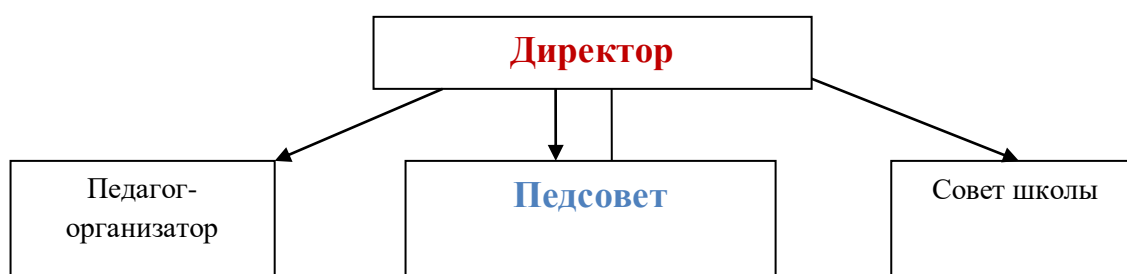 Директор
Педагог-
организатор
Педсовет
Совет школы